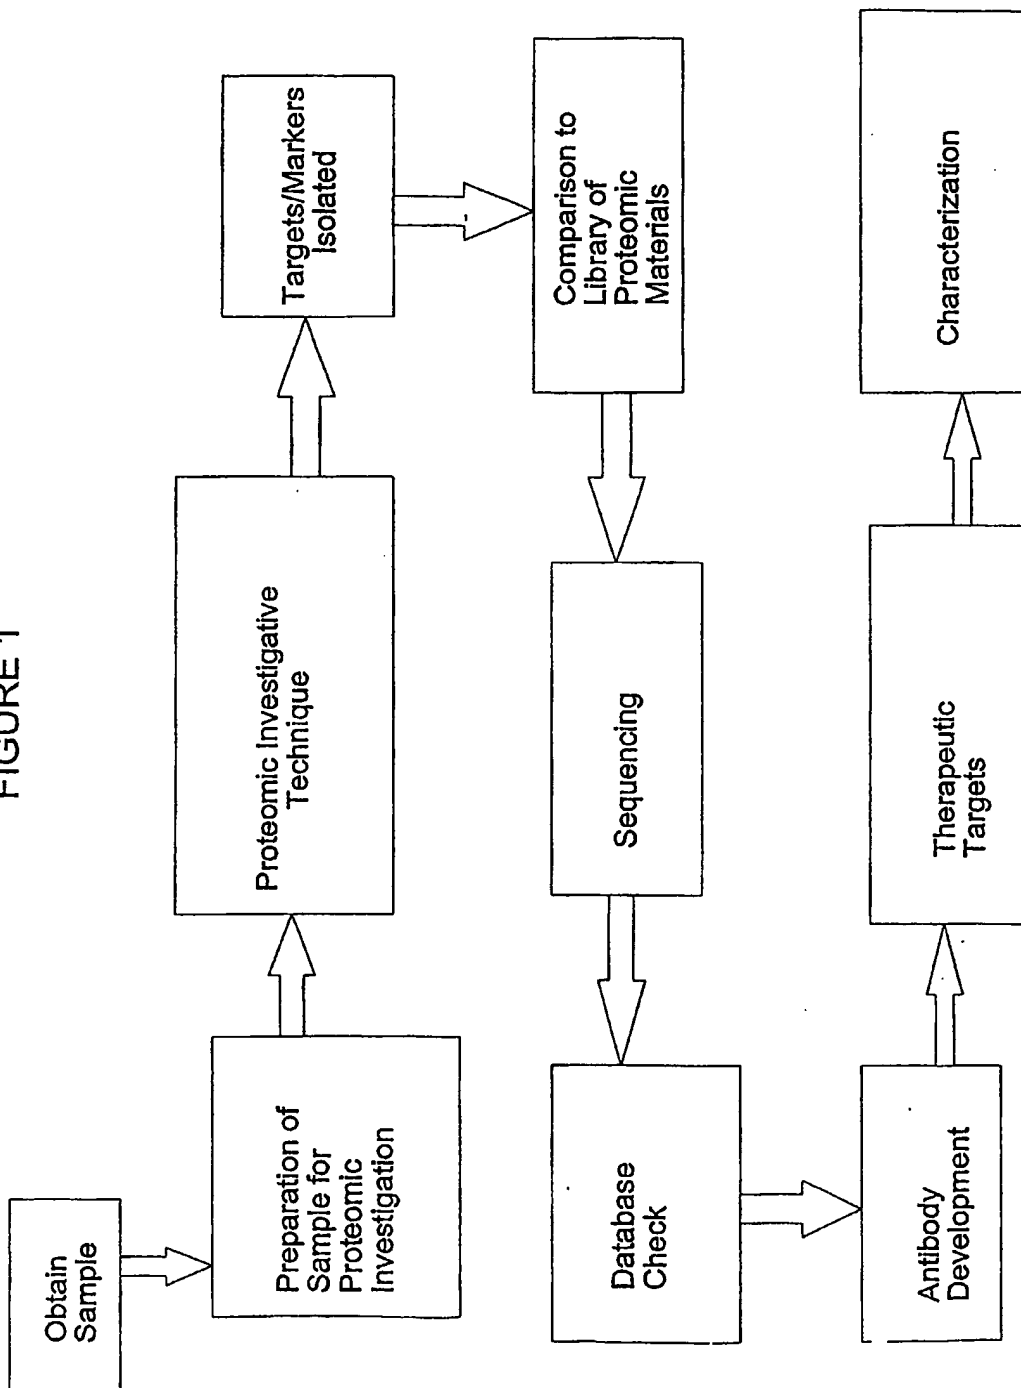 FIGURE 1
Obtain
Sample
Preparation of
Sample for
Proteomic
Investigation
Proteomic Investigative
Technique
Targets/Markers
Isolated
Comparison to
Library of
Proteomic
Materials
Sequencing
Database
Check
Antibody
Development
Therapeutic
Targets
Characterization